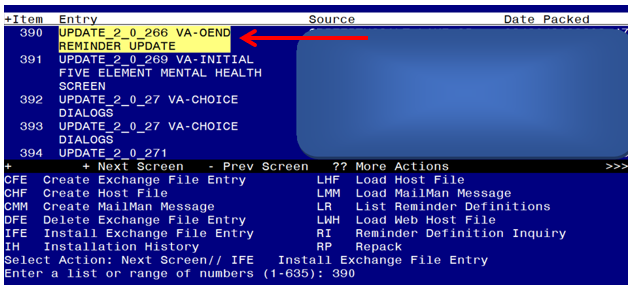 +Item Entry Source Date Packed
390 UPDATE_2_0_266 VA-OEND
REMINDER UPDATE
391 UPDATE_2_0_269 VA-INITIAL
FIVE ELEMENT MENTAL HEALTH
SCREEN
392 UPDATE_2_0_27 VA-CHOICE
DIALOGS
393 UPDATE_2_0_27 VA-CHOICE
DIALOGS
394 UPDATE_2_0_271
+ + Next Screen - Prev Screen ?? More Actions >>>
CFE Create Exchange File Entry LHF Load Host File
CHF Create Host File LMM Load MailMan Message
CMM Create MailMan Message LR List Reminder Definitions
DFE Delete Exchange File Entry LWH Load Web Host File
IFE Install Exchange File Entry RI Reminder Definition Inquiry
IH Installation History RP Repack
Select Action: Next Screen// IFE Install Exchange File Entry
Enter a list or range of numbers (1-635): 390